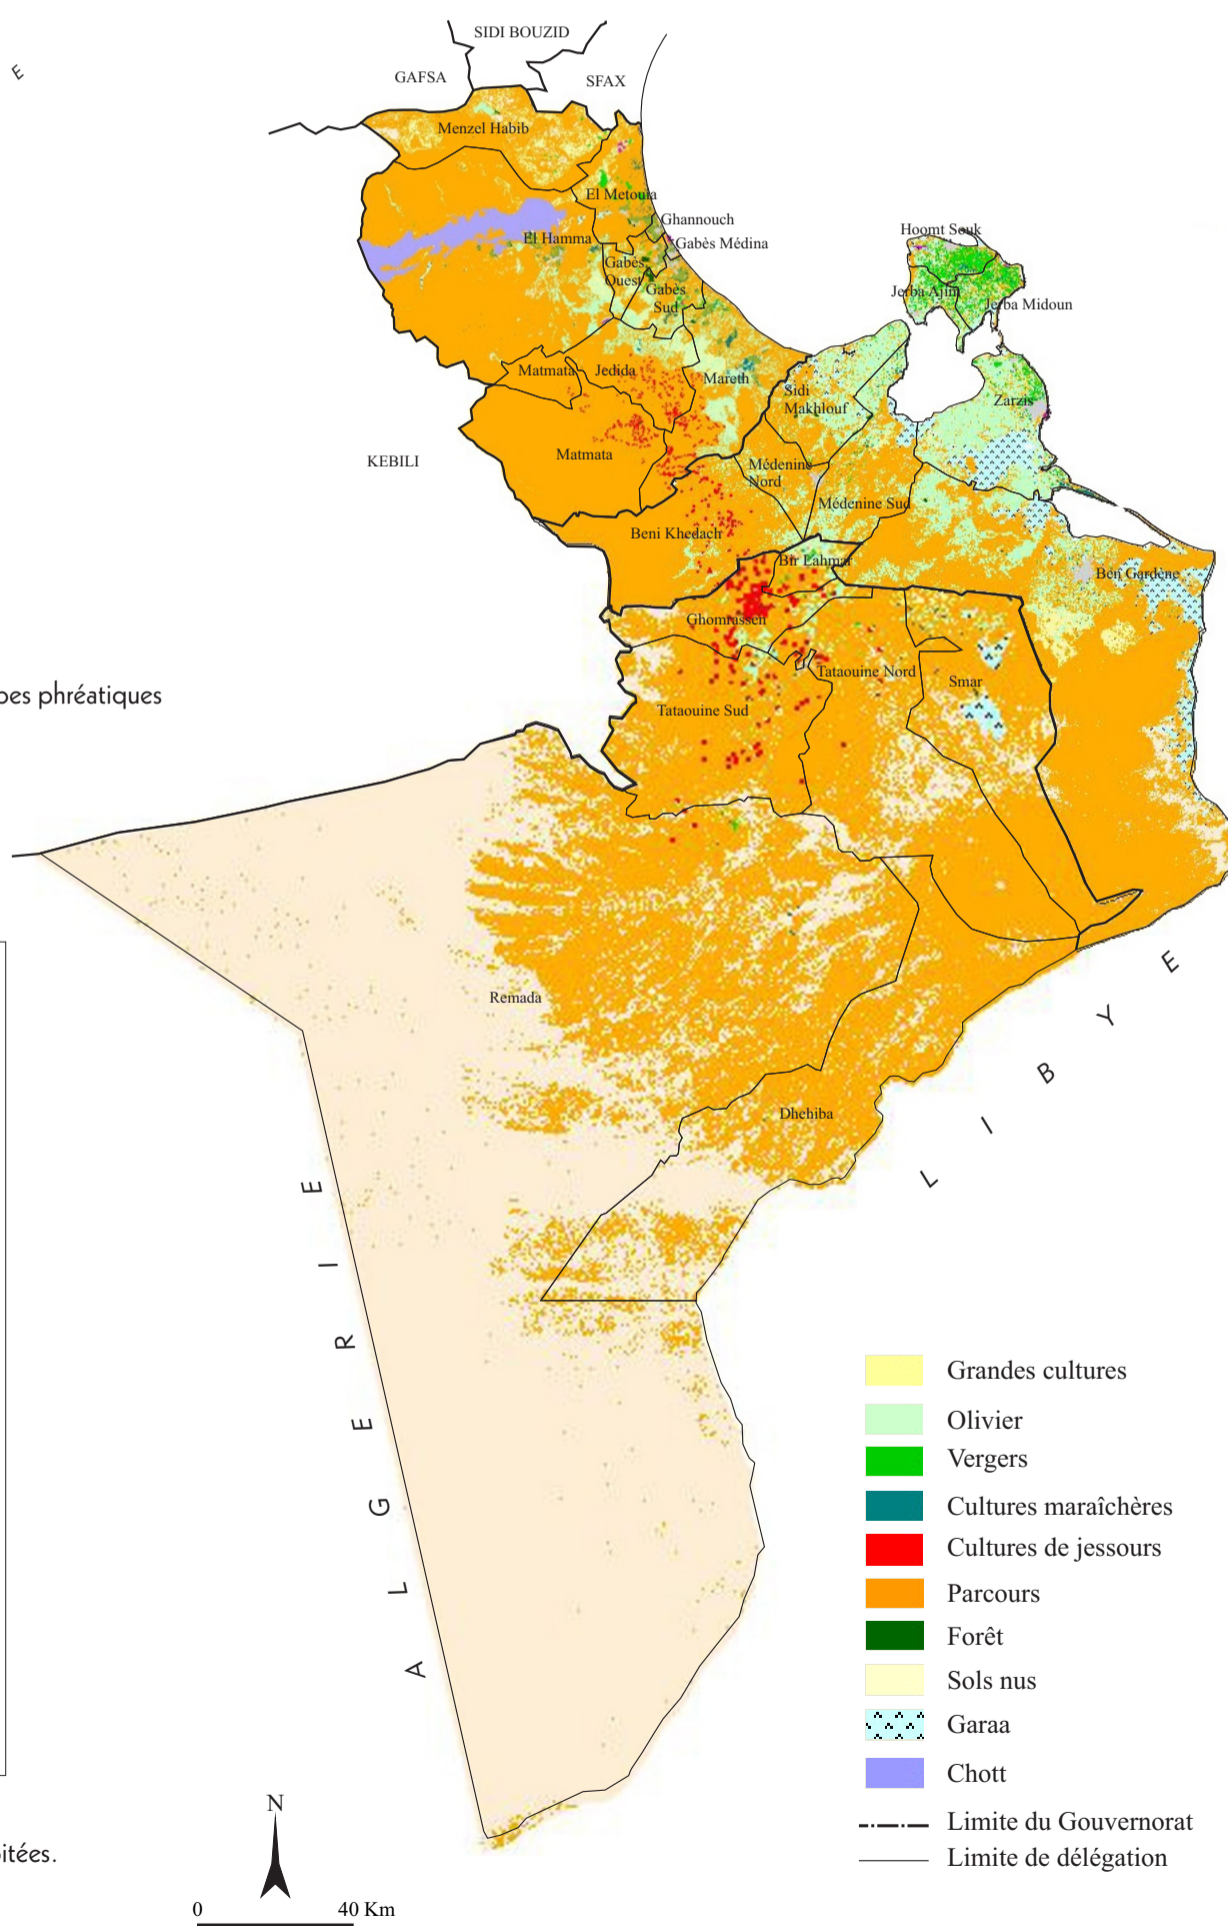 SIDI BOUZID
E
GAFSA
SFAX
Menzel Habib
El Metouia
Ghannouch
Hoomt Souk
El Hamma
Gabès Médina
Gabès
Ouest
Gabès
Sud
Jerba Ajim
Jerba Midoun
Matmata
Jedida
Mareth
Sidi
Makhlouf
Zarzis
KEBILI
Matmata
Médenine
Nord
Médenine Sud
Beni Khedach
Bir Lahmar
Ben Gardène
Ghomrassen
Tataouine Nord
Smar
pes phréatiques
Tataouine Sud
Remada
Dhehiba
L I B Y E
A L G E R I E
Grandes cultures
Olivier
Vergers
Cultures maraîchères
Cultures de jessours
Parcours
Forêt
Sols nus
Garaa
Chott
Limite du Gouvernorat
Limite de délégation
N
itées.
0 40 Km